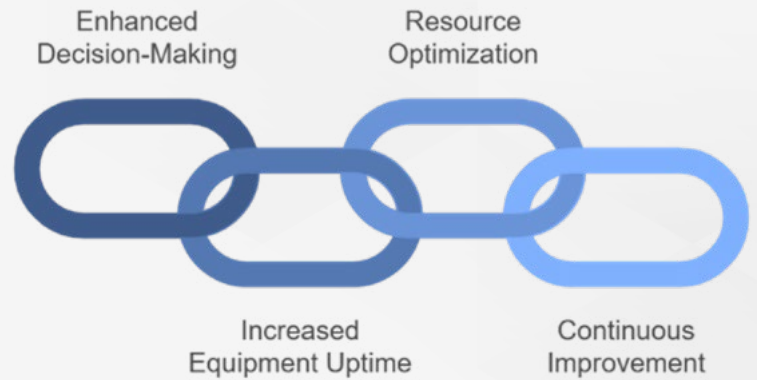 Enhanced
Decision-Making
Resource
Optimization
Increased
Equipment Uptime
Continuous
Improvement